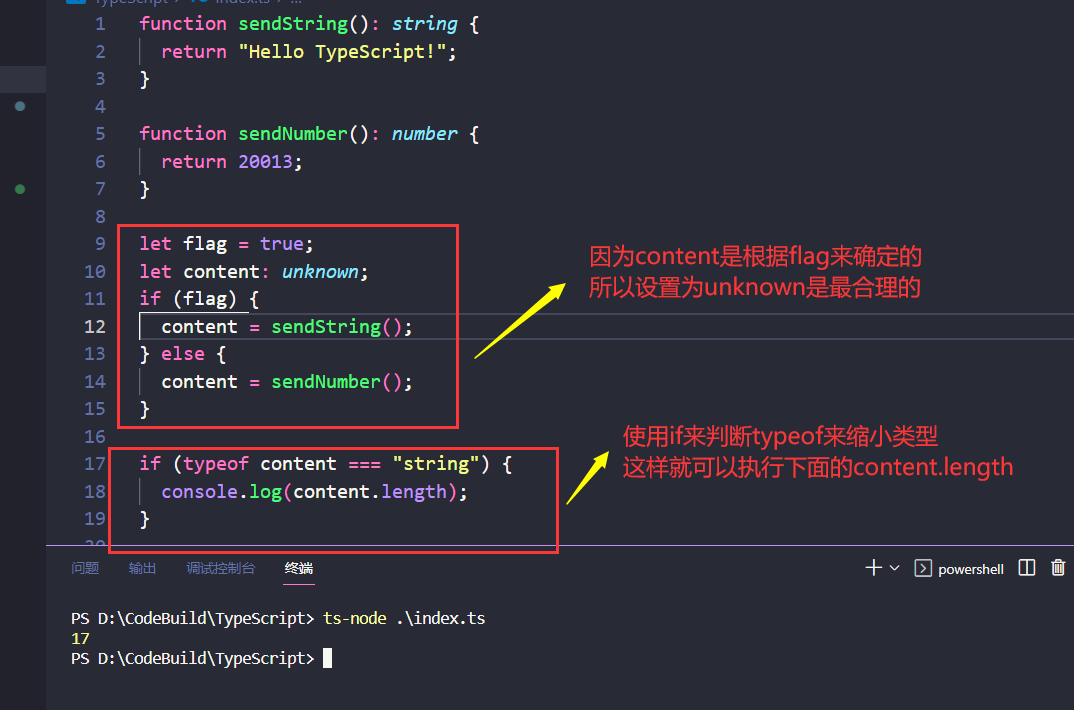 TypeScript > index.ts > ...
1 function sendString(): string {
2 return "Hello TypeScript!";
3 }
4
5 function sendNumber(): number {
6 return 20013;
7 }
8
9 let flag = true;
10 let content: unknown;
11 if (flag) {
12 content = sendString();
13 } else {
14 content = sendNumber();
15 }
16
17 if (typeof content === "string") {
18 console.log(content.length);
19 }
20
因为content是根据flag来确定的
所以设置为unknown是最合理的
使用if来判断typeof来缩小类型
这样就可以执行下面的content.length
问题 输出 调试控制台 终端 powershell
PS D:\CodeBuild\TypeScript> ts-node .\index.ts
17
PS D:\CodeBuild\TypeScript>